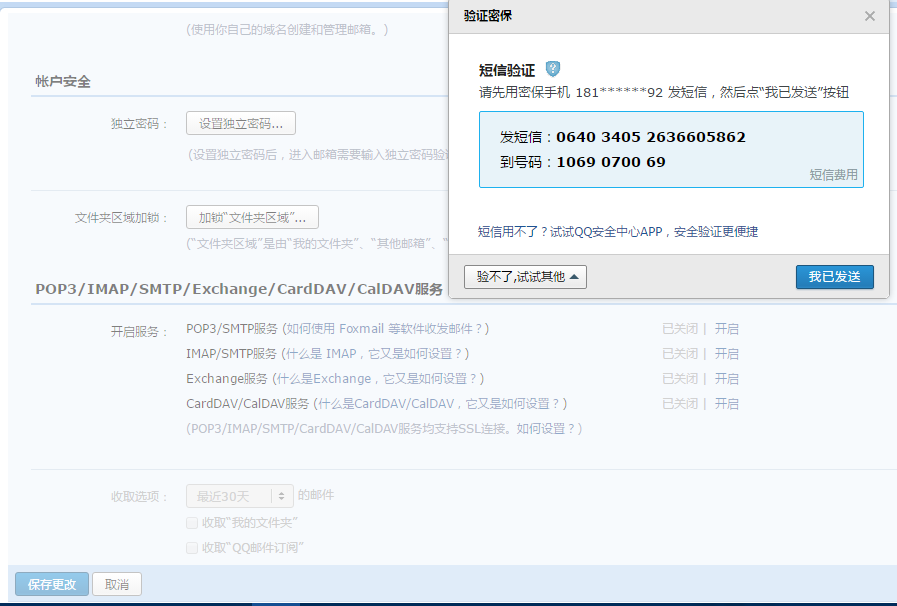 (使用你自己的域名创建和管理邮箱。)
帐户安全
独立密码：
设置独立密码...
(设置独立密码后，进入邮箱需要输入独立密码验
文件夹区域加锁：
加锁“文件夹区域”...
(“文件夹区域”是由“我的文件夹”、“其他邮箱”、“
POP3/IMAP/SMTP/Exchange/CardDAV/CalDAV服务
验证密保
短信验证
请先用密保手机 181******92 发短信，然后点“我已发送”按钮
发短信：0640 3405 2636605862
到号码：1069 0700 69
短信费用
短信用不了？试试QQ安全中心APP，安全验证更便捷
验不了,试试其他
我已发送
开启服务：
POP3/SMTP服务 (如何使用 Foxmail 等软件收发邮件？) 已关闭 | 开启
IMAP/SMTP服务 (什么是 IMAP，它又是如何设置？) 已关闭 | 开启
Exchange服务 (什么是Exchange，它又是如何设置？) 已关闭 | 开启
CardDAV/CalDAV服务 (什么是CardDAV/CalDAV，它又是如何设置？) 已关闭 | 开启
(POP3/IMAP/SMTP/CardDAV/CalDAV服务均支持SSL连接。如何设置？)
收取选项： 最近30天 的邮件
收取“我的文件夹”
收取“QQ邮件订阅”
保存更改 取消